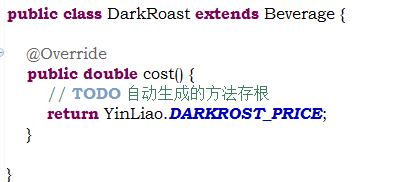 public class DarkRoast extends Beverage {
@Override
public double cost() {
// TODO 自动生成的方法存根
return YinLiao.DARKROST_PRICE;
}
}